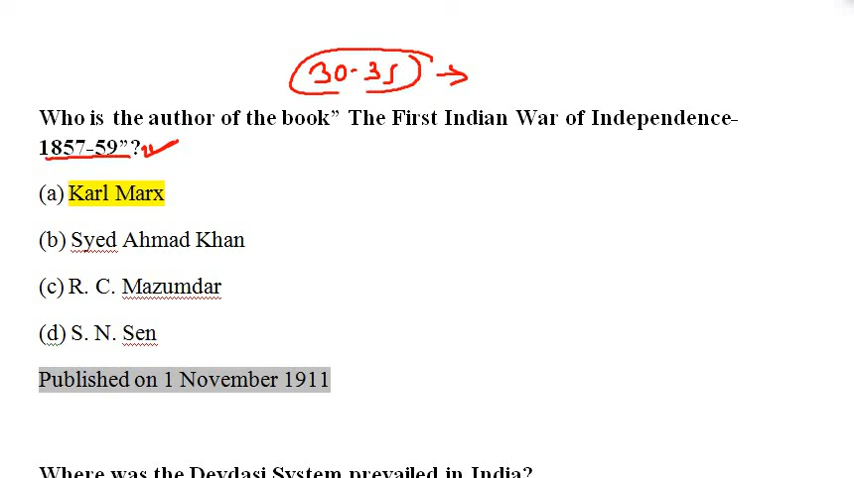 30-35 →
Who is the author of the book” The First Indian War of Independence-
1857-59”?
(a) Karl Marx
(b) Syed Ahmad Khan
(c) R. C. Mazumdar
(d) S. N. Sen
Published on 1 November 1911
Where was the Devdasi System prevailed in India?